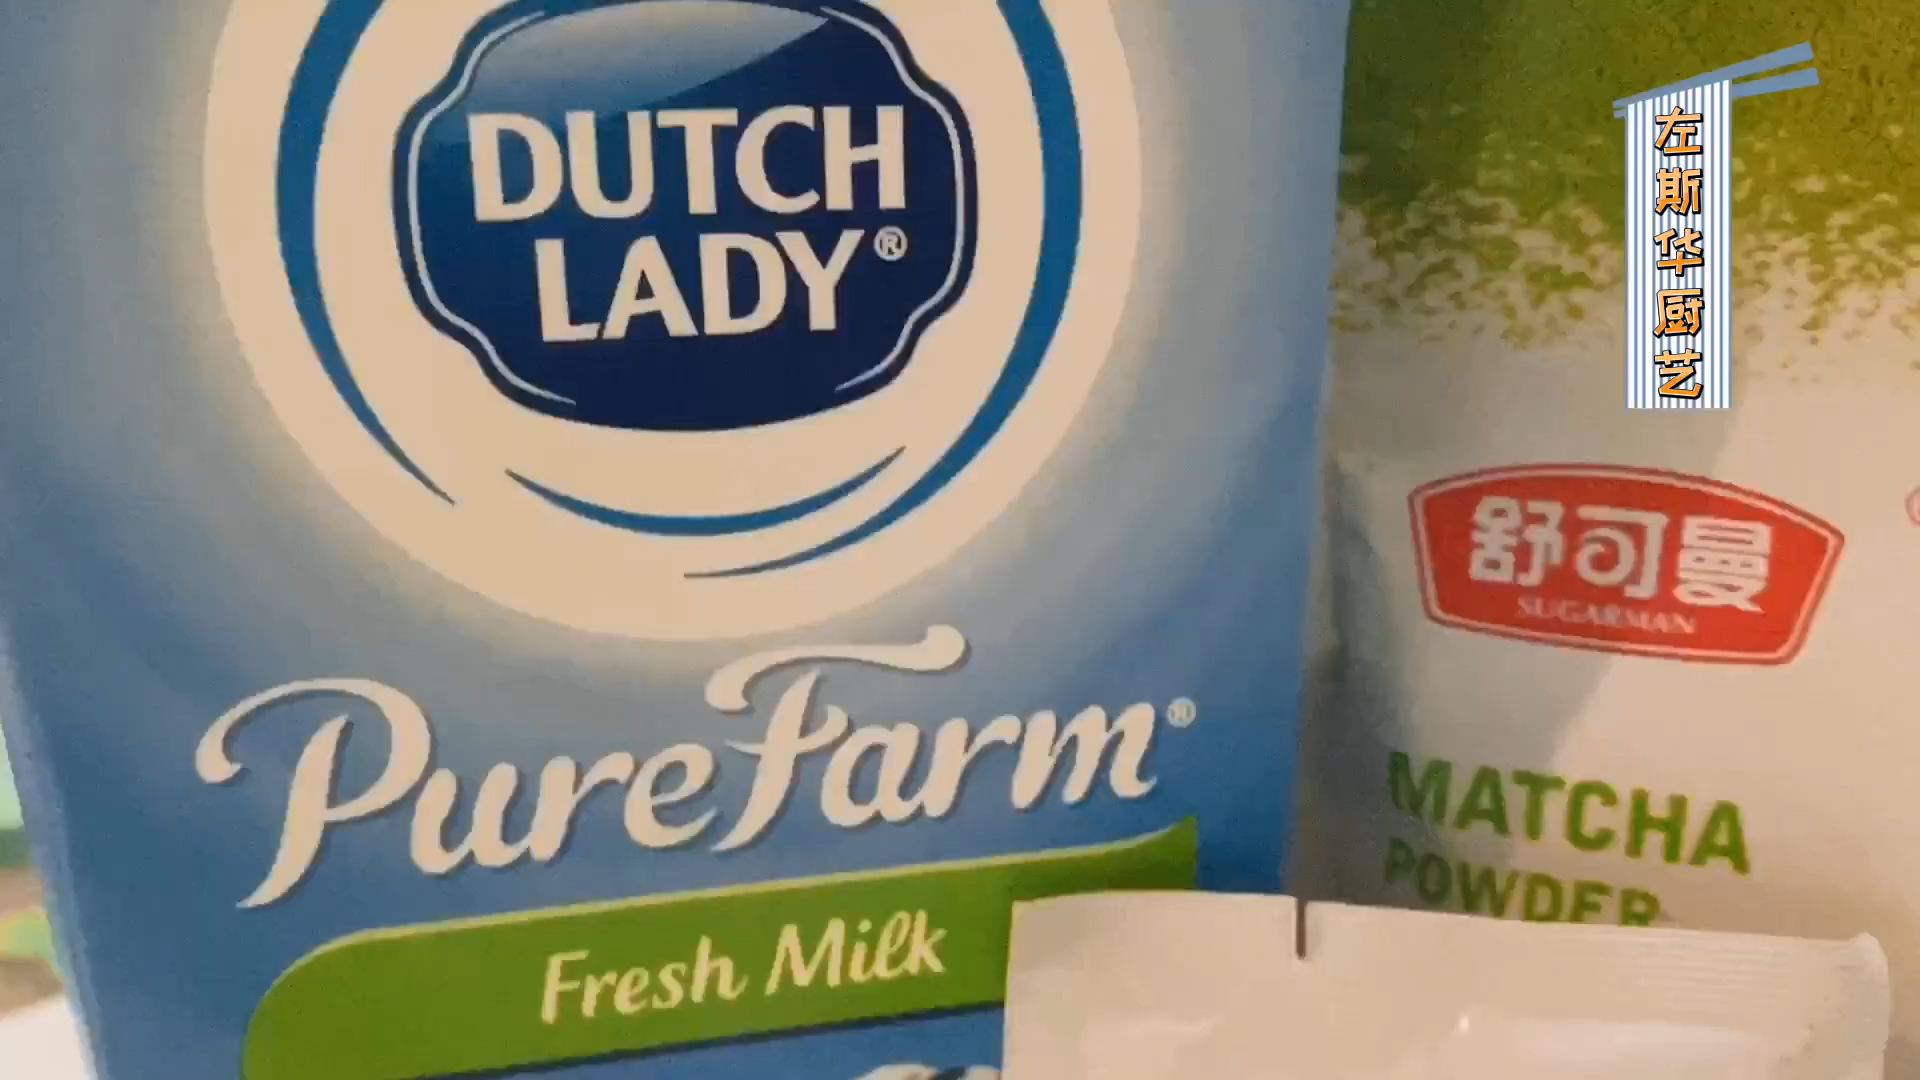 DUTCH
LADY®
PureFarm®
Fresh Milk
左斯华厨艺
舒可曼
SUGARMAN
MATCHA
POWDER